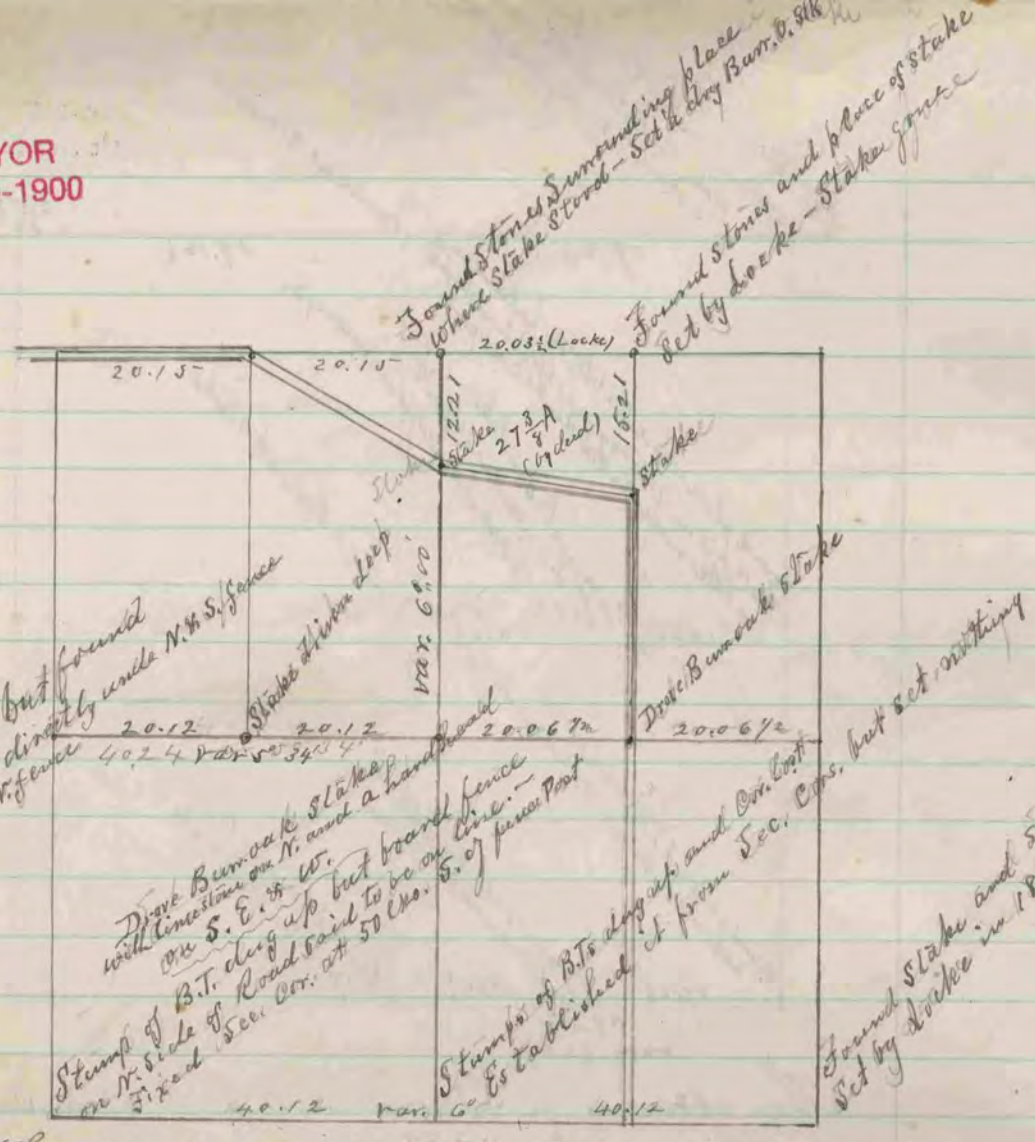 YOR
-1900
Found Stones Surrounding place
where Stake Stood - Set a dry Burr. O. Stk
Found stones and place of stake
Set by Locke - Stake gone
20.15
20.15
20.03½ (Locke)
12.21
Stake
27 3/8 A
(by deed)
15.21
Stake
var. 6°.00'
Stake driven deep
but found
directly under N. & S. fence
N. fence
Drove Burr oak stake
20.12
20.12
20.06½
20.06½
40.24 var 5° 34
Drove Burr oak Stake
with limestone on N. and a hardhead
on S. E. & W.
Stump of B.T. dug up but board fence
on N. Side of Road said to be on line.-
Fixed Sec. Cor. at 50 lks. S. of fence Post
Stumps of B.Ts dug up and Cor. lost
Established it from Sec. Cors. but set nothing
Found stake and
Set by Locke in 18
40.12
var. 6°
40.12